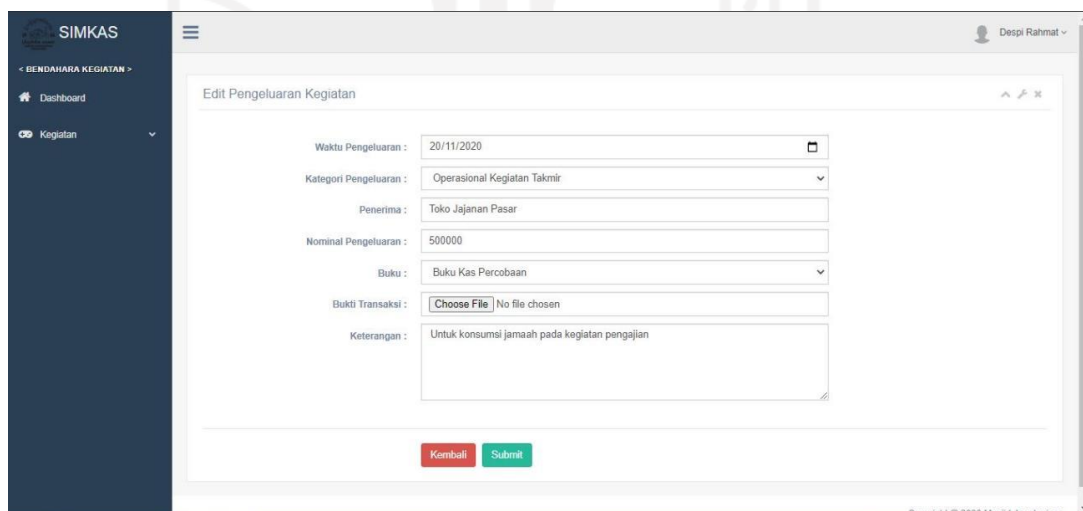 SIMKAS
Despi Rahmat
< BENDAHARA KEGIATAN >
Dashboard
Kegiatan
Edit Pengeluaran Kegiatan
Waktu Pengeluaran : 20/11/2020
Kategori Pengeluaran : Operasional Kegiatan Takmir
Penerima : Toko Jajanan Pasar
Nominal Pengeluaran : 500000
Buku : Buku Kas Percobaan
Bukti Transaksi : Choose File No file chosen
Keterangan : Untuk konsumsi jamaah pada kegiatan pengajian
Kembali Submit